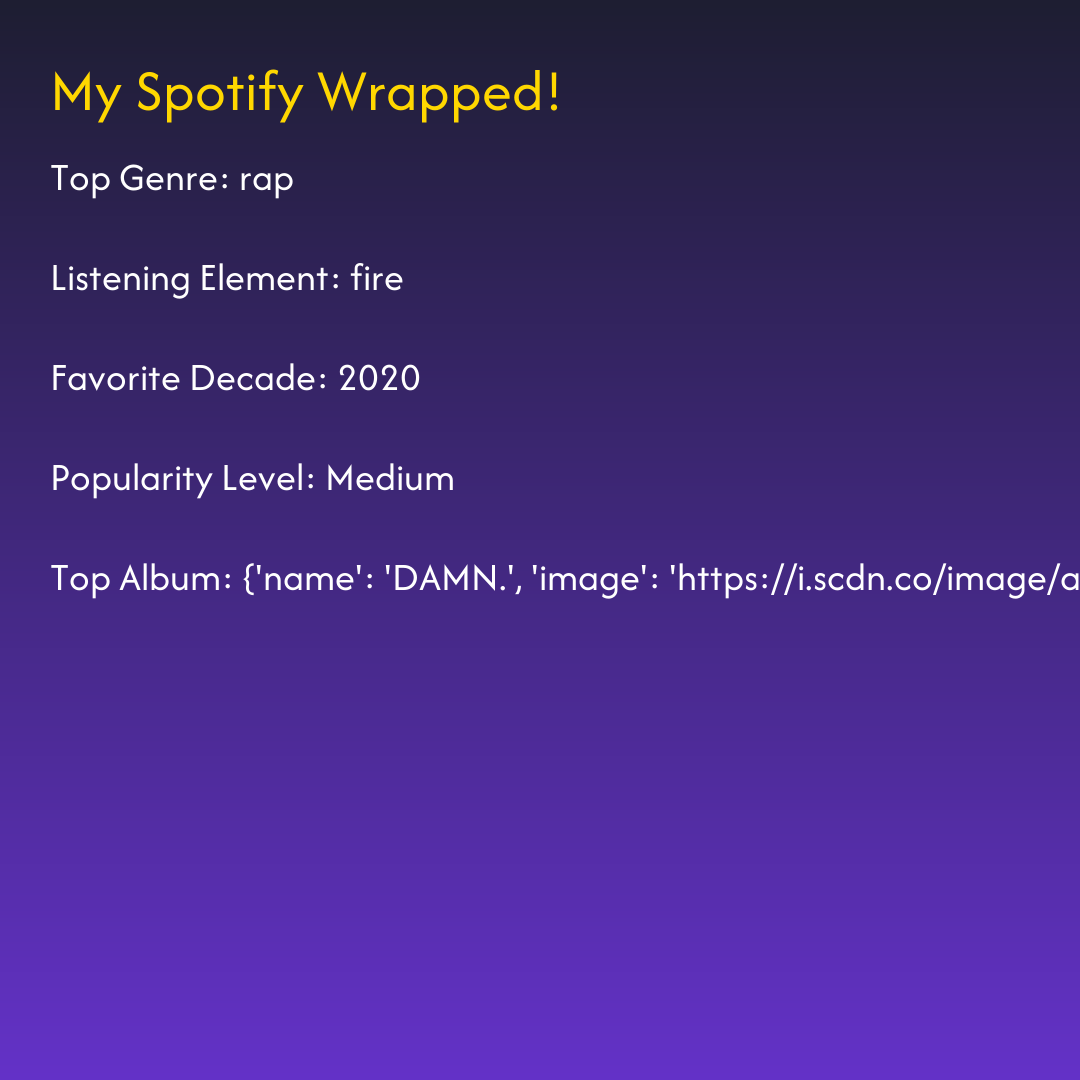 My Spotify Wrapped!
Top Genre: rap
Listening Element: fire
Favorite Decade: 2020
Popularity Level: Medium
Top Album: {'name': 'DAMN.', 'image': 'https://i.scdn.co/image/a